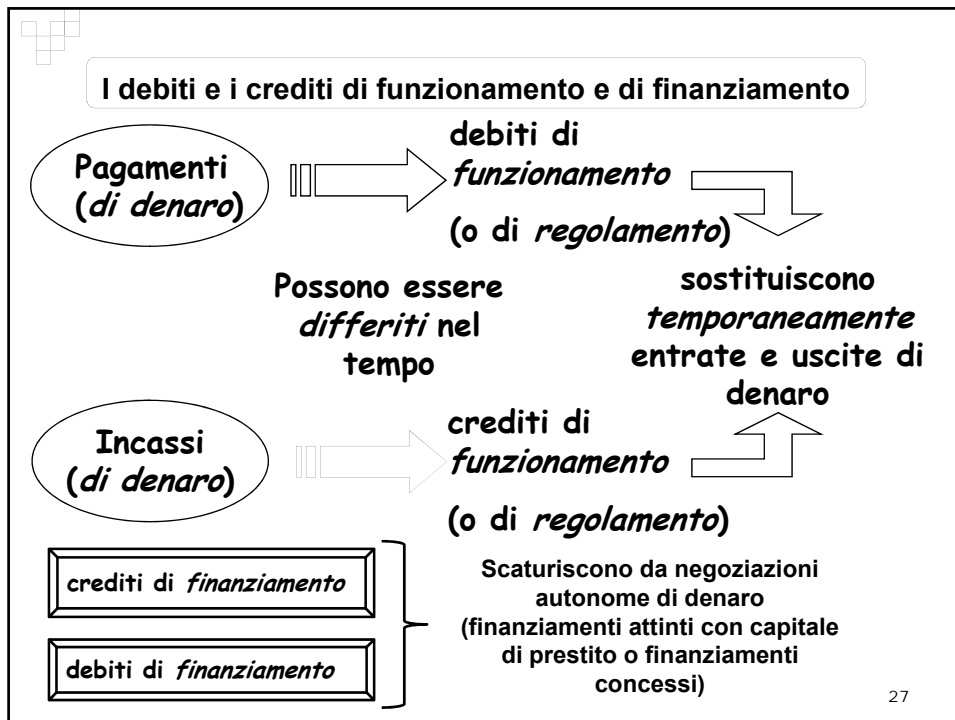 I debiti e i crediti di funzionamento e di finanziamento
Pagamenti
(di denaro)
debiti di
funzionamento
(o di regolamento)
Possono essere
differiti nel
tempo
sostituiscono
temporaneamente
entrate e uscite di
denaro
Incassi
(di denaro)
crediti di
funzionamento
(o di regolamento)
crediti di finanziamento
debiti di finanziamento
Scaturiscono da negoziazioni
autonome di denaro
(finanziamenti attinti con capitale
di prestito o finanziamenti
concessi)
27